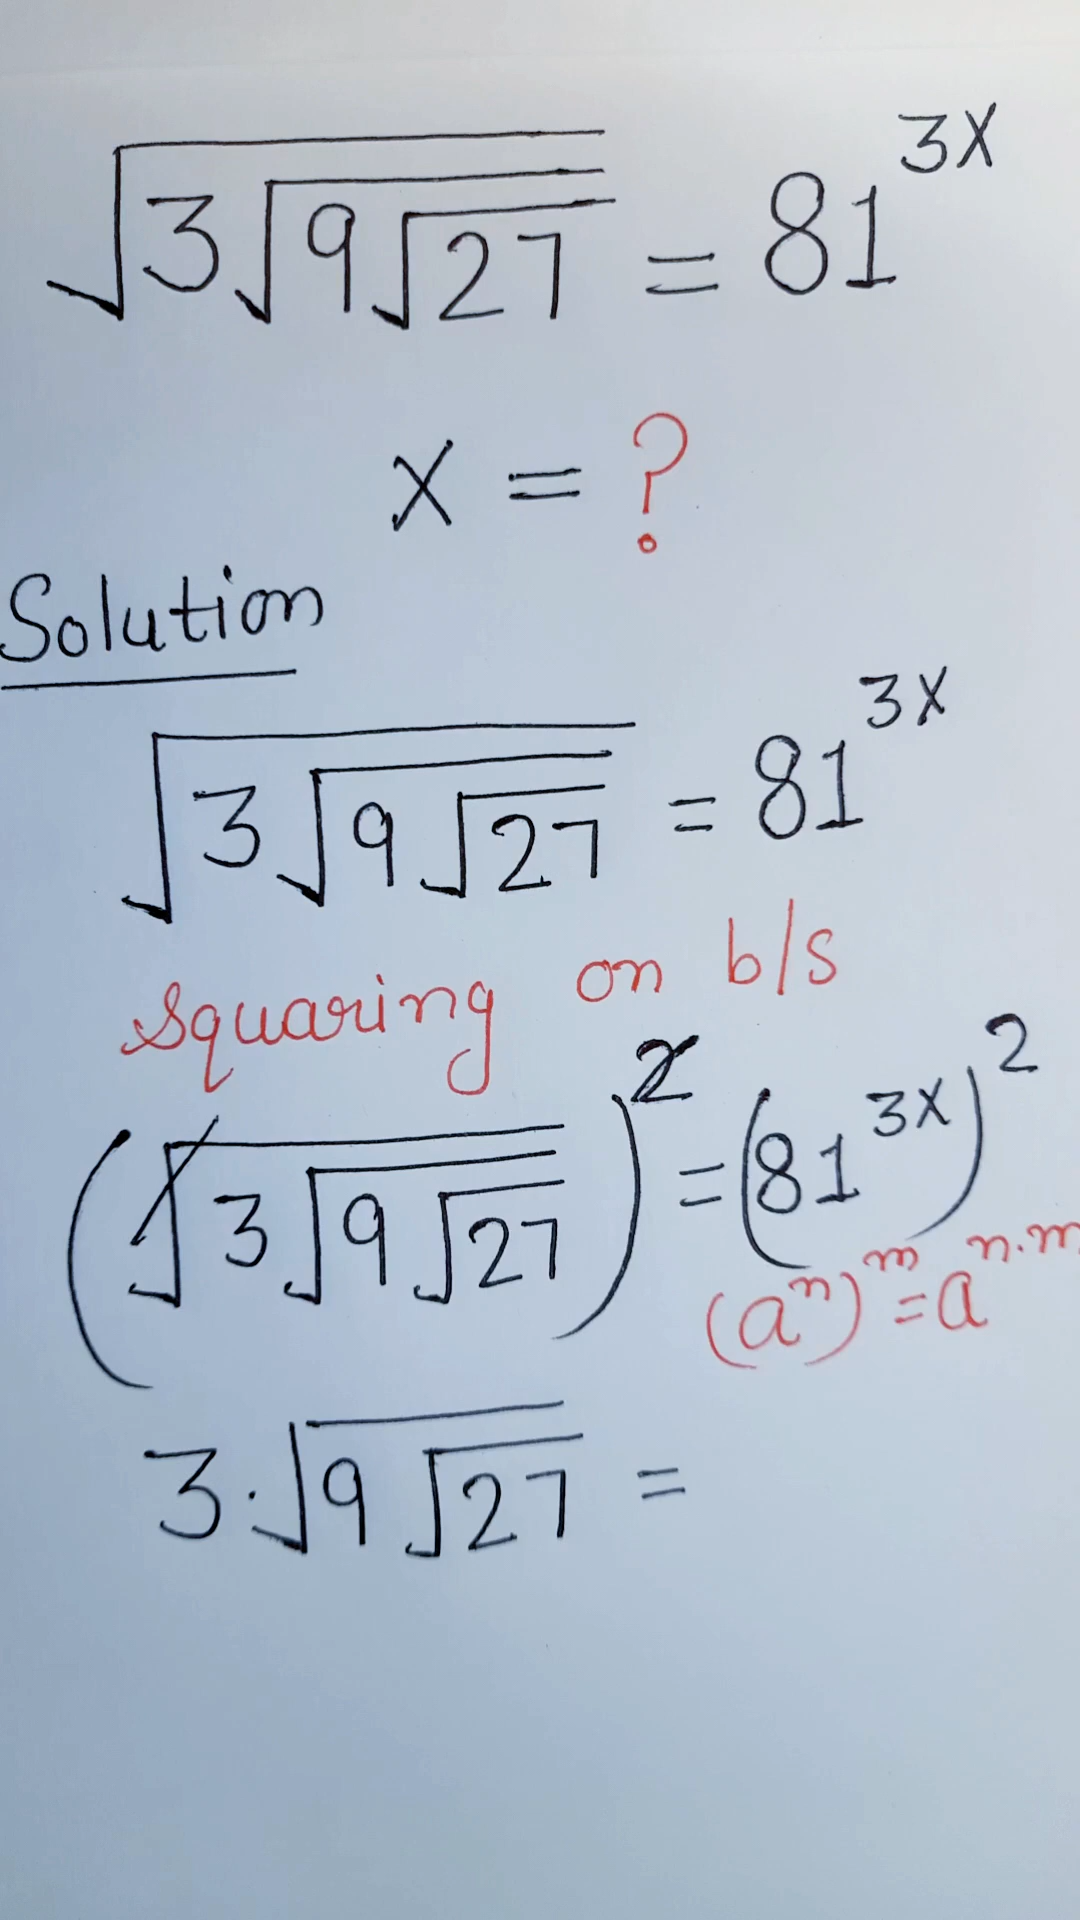 √(3√(9√27)) = 81^(3x)
x = ?
Solution
√(3√(9√27)) = 81^(3x)
squaring on b/s
(√(3√(9√27)))^2 = (81^(3x))^2
(a^n)^m = a^(n.m)
3.√(9√27) =